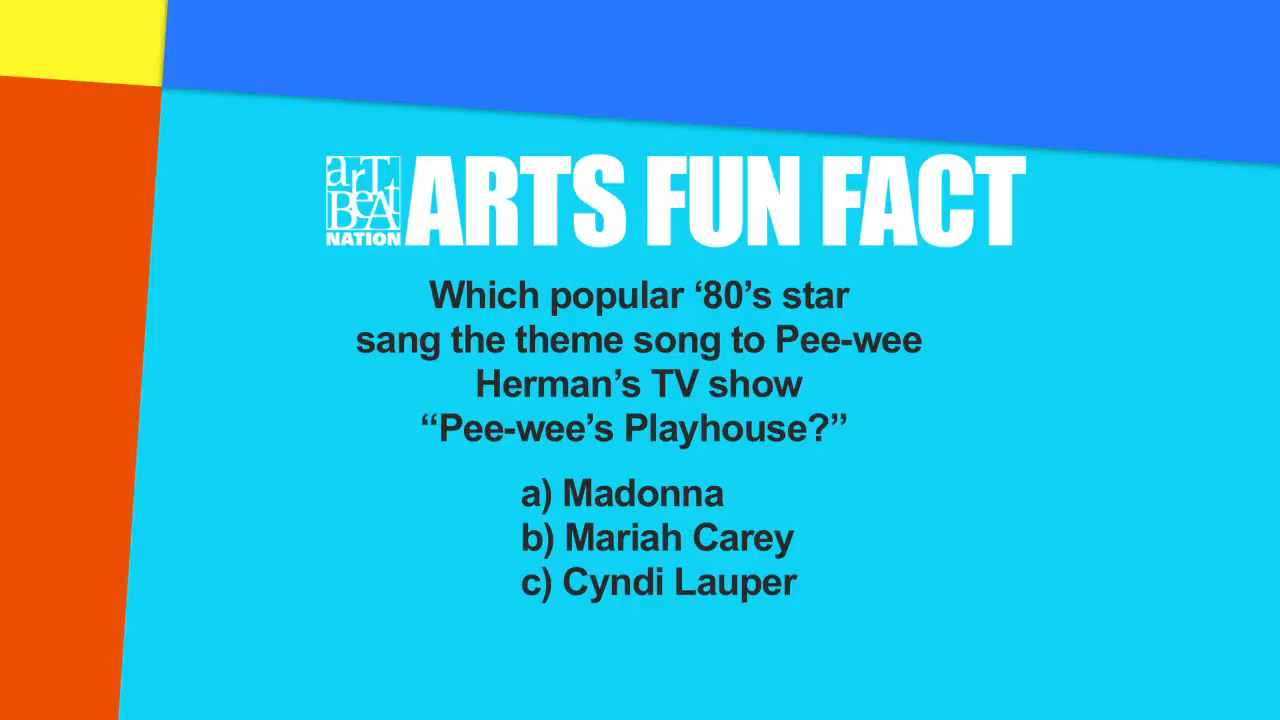 arT
BeAt
NATION
ARTS FUN FACT
Which popular ‘80’s star
sang the theme song to Pee-wee
Herman’s TV show
“Pee-wee’s Playhouse?”
a) Madonna
b) Mariah Carey
c) Cyndi Lauper